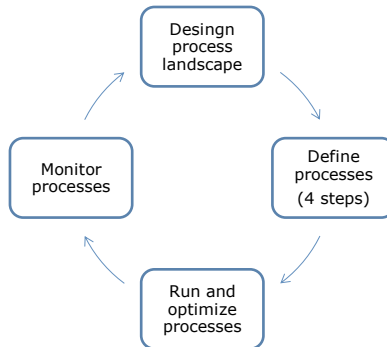 Desingn
process
landscape
Define
processes
(4 steps)
Run and
optimize
processes
Monitor
processes